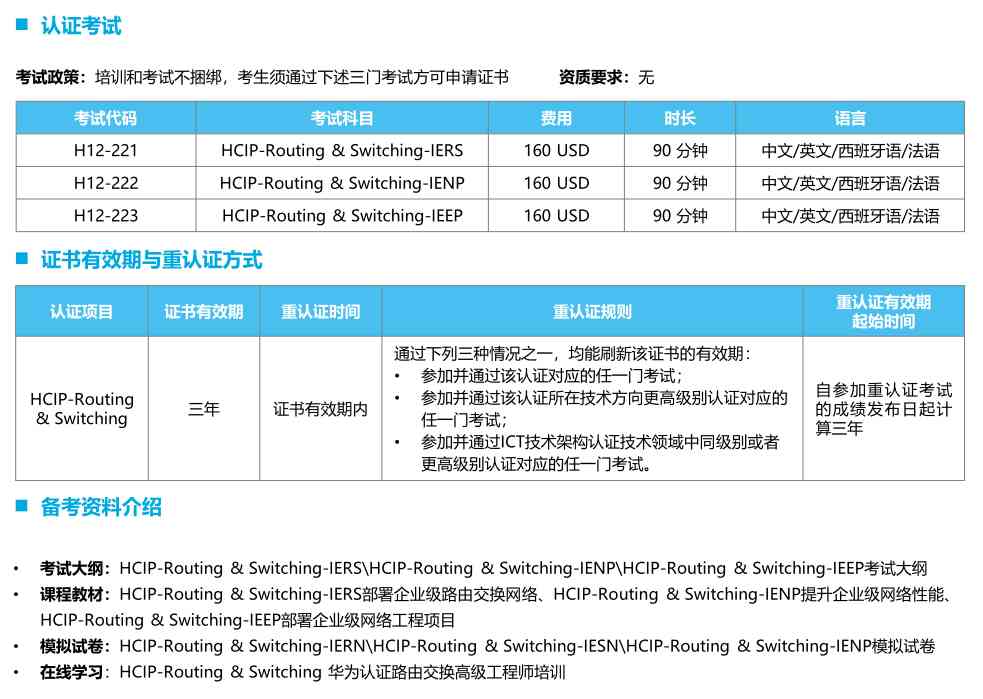 认证考试
考试政策：培训和考试不捆绑，考生须通过下述三门考试方可申请证书 资质要求：无
考试代码 考试科目 费用 时长 语言
H12-221 HCIP-Routing & Switching-IERS 160 USD 90 分钟 中文/英文/西班牙语/法语
H12-222 HCIP-Routing & Switching-IENP 160 USD 90 分钟 中文/英文/西班牙语/法语
H12-223 HCIP-Routing & Switching-IEEP 160 USD 90 分钟 中文/英文/西班牙语/法语
证书有效期与重认证方式
认证项目 证书有效期 重认证时间 重认证规则 重认证有效期
起始时间
HCIP-Routing
& Switching
三年
证书有效期内
通过下列三种情况之一，均能刷新该证书的有效期：
• 参加并通过该认证对应的任一门考试；
• 参加并通过该认证所在技术方向更高级别认证对应的
任一门考试；
• 参加并通过ICT技术架构认证技术领域中同级别或者
更高级别认证对应的任一门考试。
自参加重认证考试
的成绩发布日起计
算三年
备考资料介绍
• 考试大纲：HCIP-Routing & Switching-IERS\HCIP-Routing & Switching-IENP\HCIP-Routing & Switching-IEEP考试大纲
• 课程教材：HCIP-Routing & Switching-IERS部署企业级路由交换网络、HCIP-Routing & Switching-IENP提升企业级网络性能、
HCIP-Routing & Switching-IEEP部署企业级网络工程项目
• 模拟试卷：HCIP-Routing & Switching-IERN\HCIP-Routing & Switching-IESN\HCIP-Routing & Switching-IENP模拟试卷
• 在线学习：HCIP-Routing & Switching 华为认证路由交换高级工程师培训